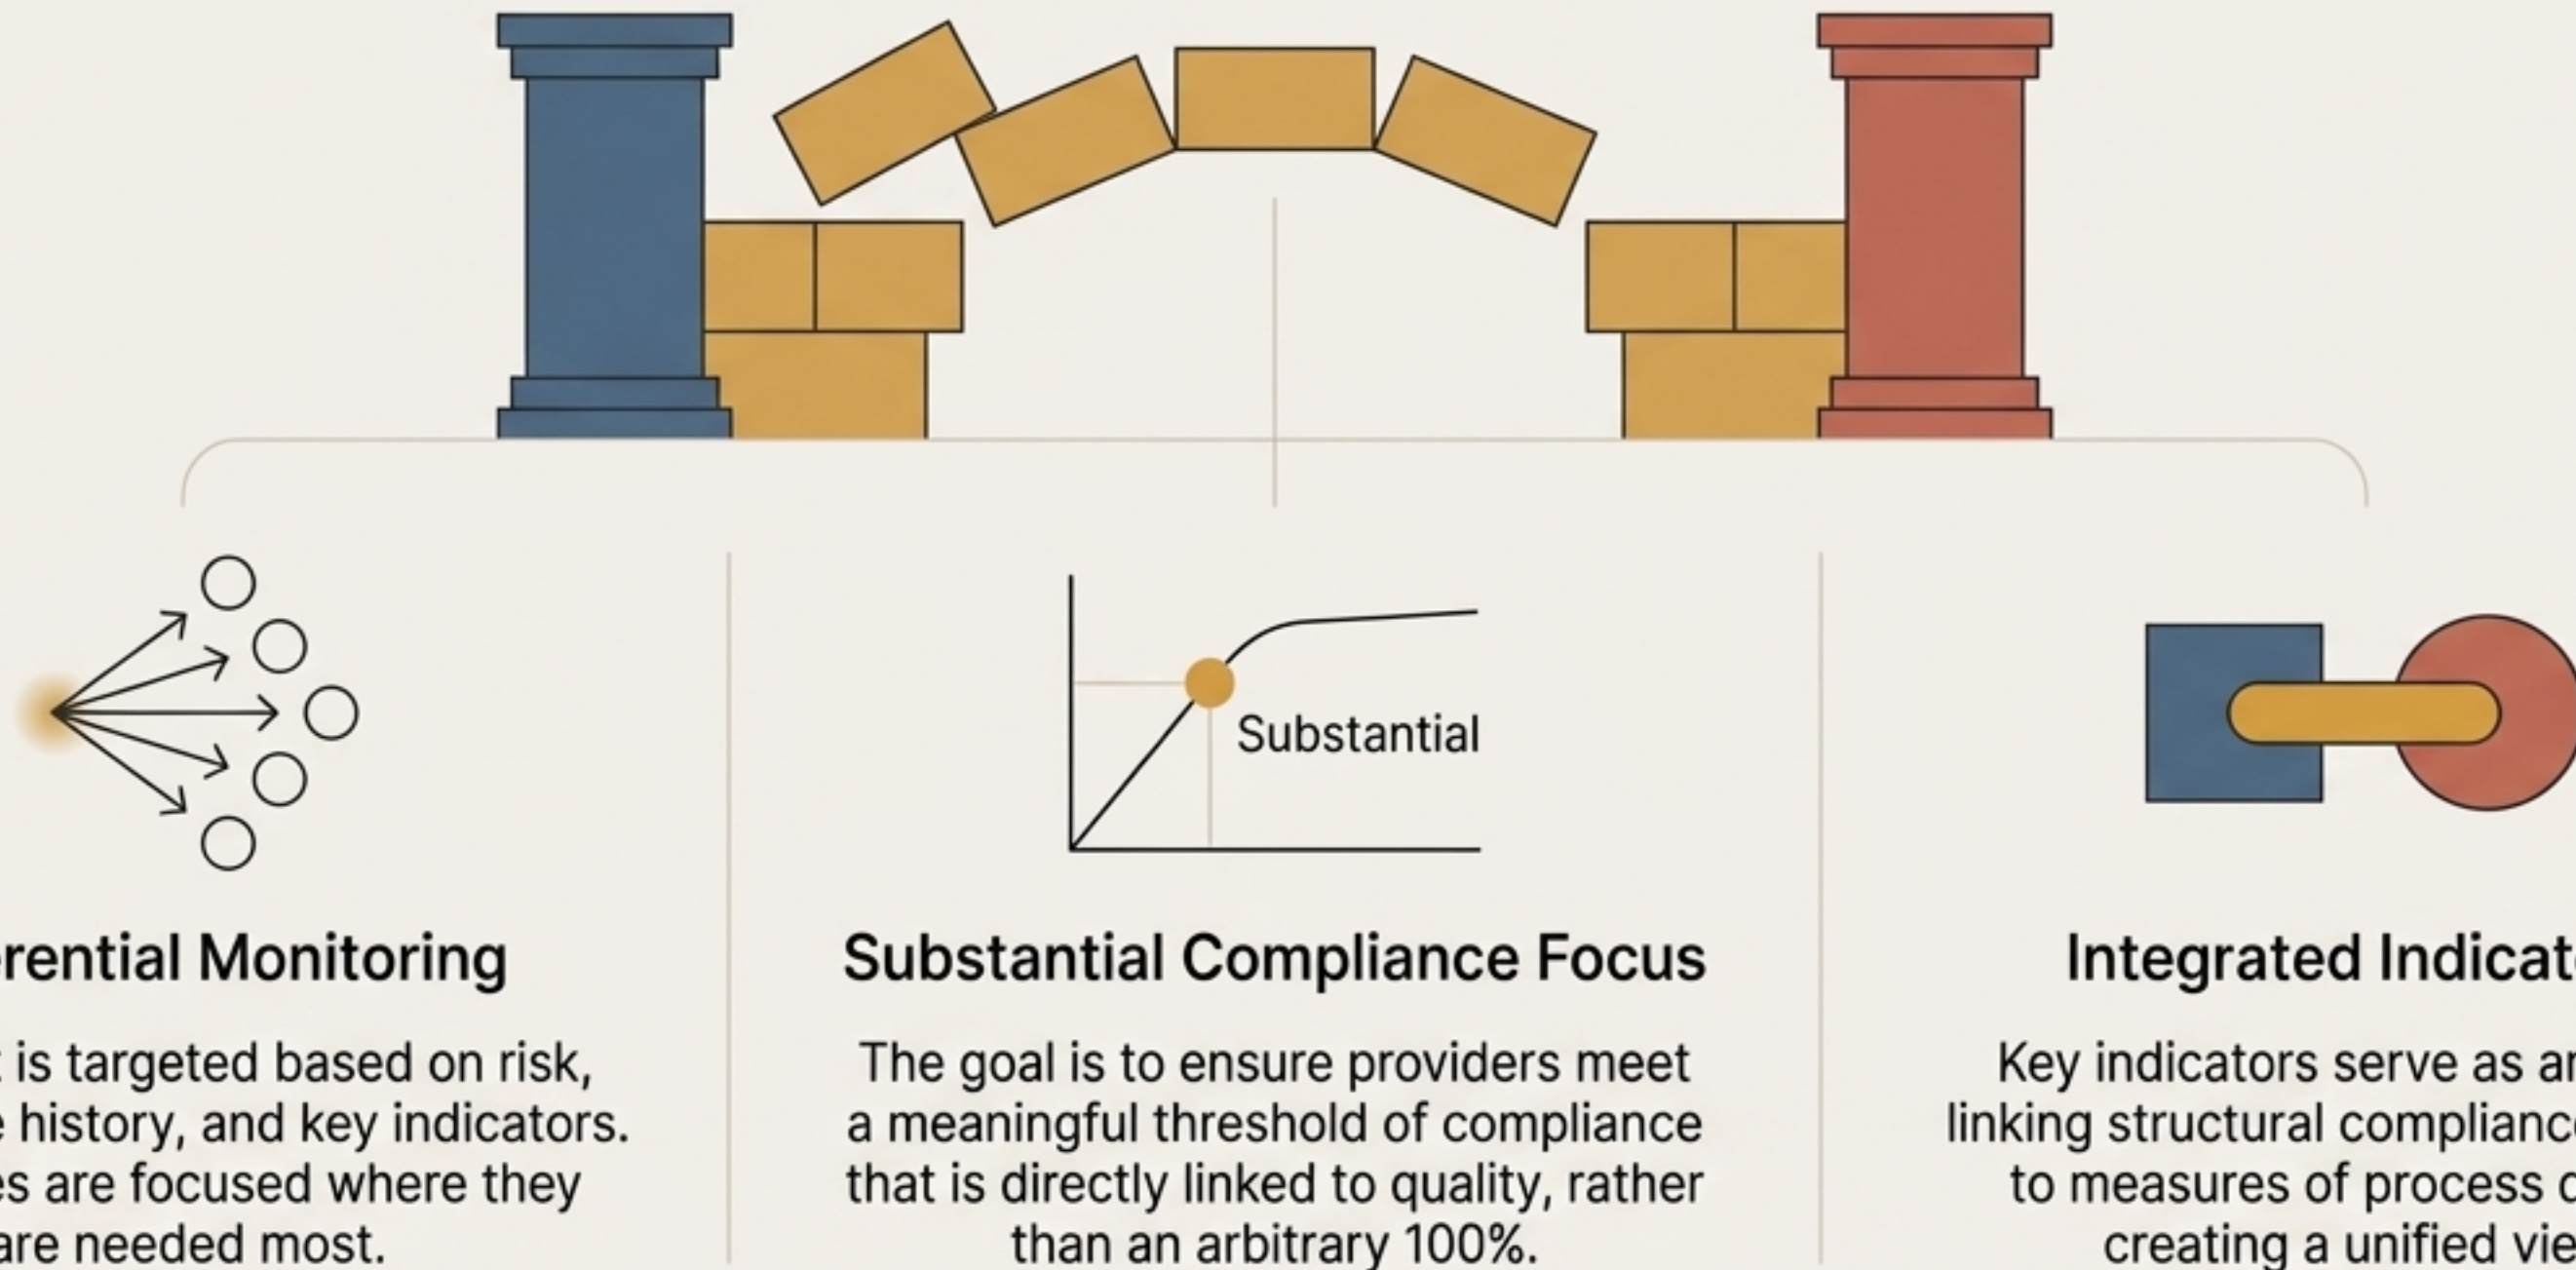 Substantial
erential Monitoring
is targeted based on risk,
history, and key indicators.
es are focused where they
are needed most.
Substantial Compliance Focus
The goal is to ensure providers meet
a meaningful threshold of compliance
that is directly linked to quality, rather
than an arbitrary 100%.
Integrated Indicat
Key indicators serve as
linking structural complianc
to measures of process
creating a unified vie